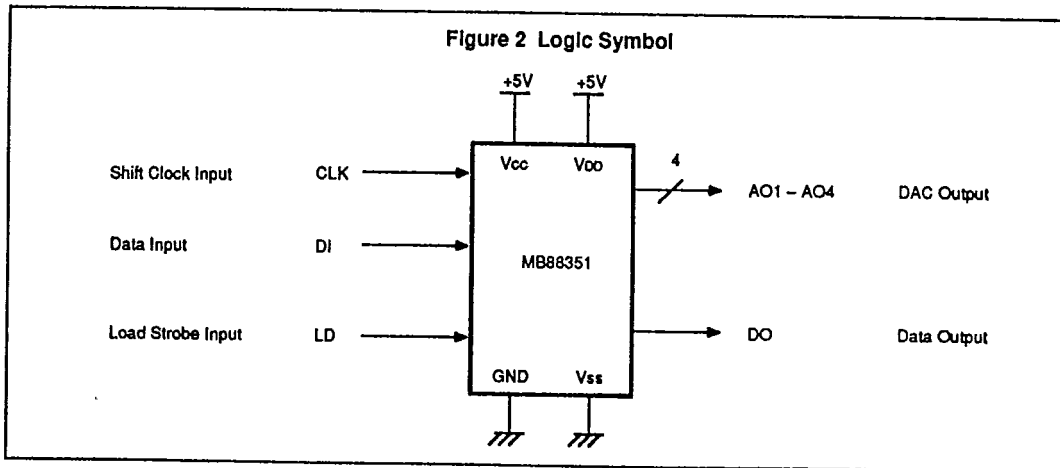 Figure 2 Logic Symbol
+5V +5V
Vcc VDD
4
Shift Clock Input CLK
AO1 – AO4 DAC Output
Data Input DI
MB88351
Load Strobe Input LD
DO Data Output
GND Vss